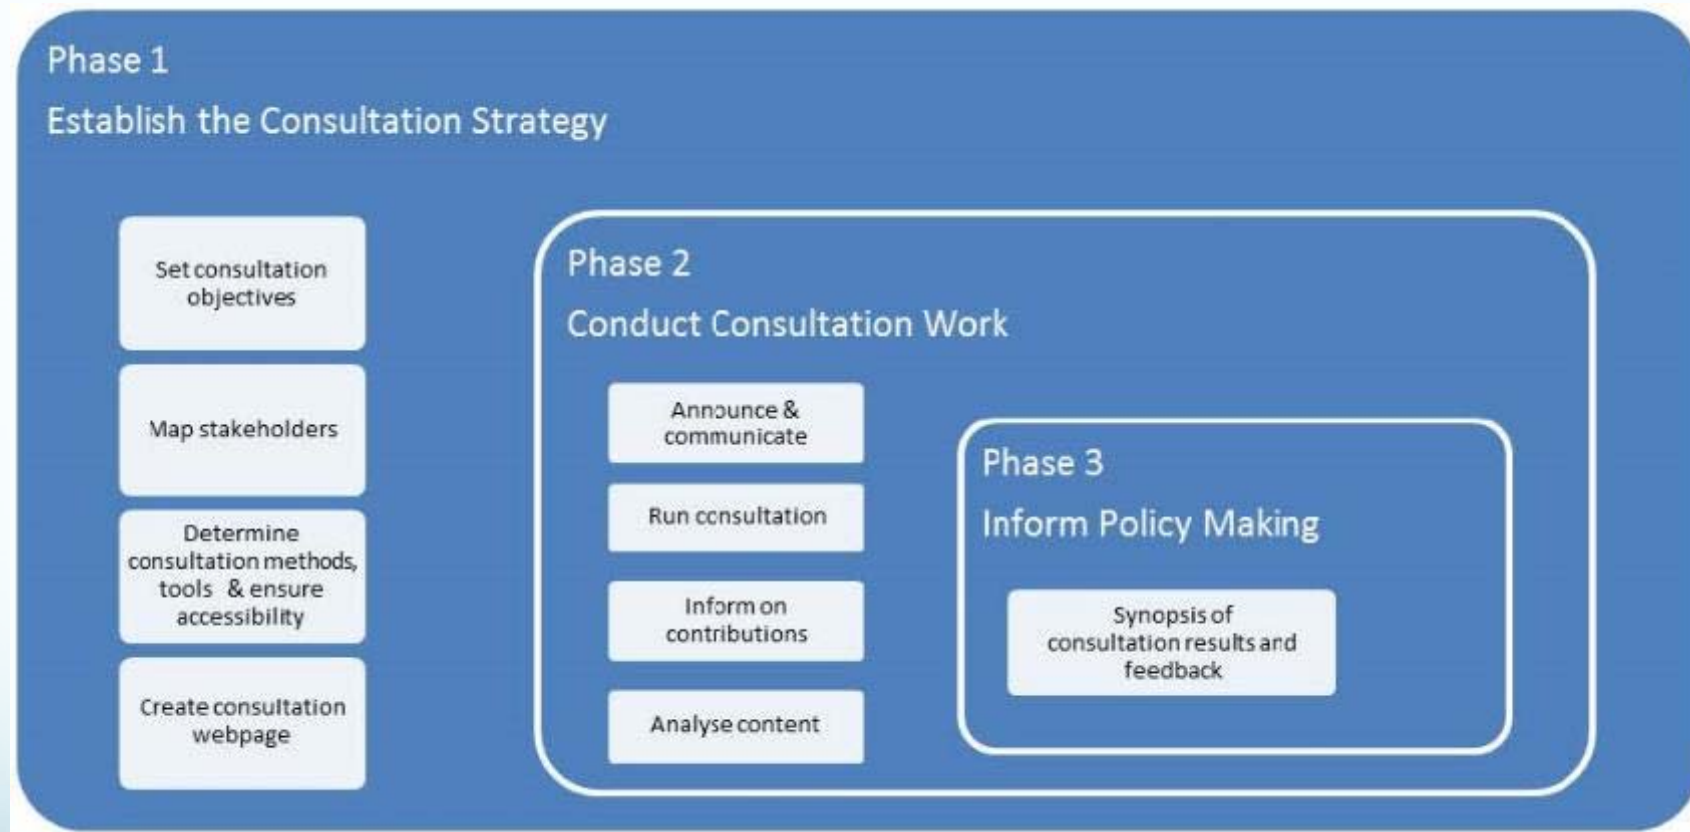 Phase 1
Establish the Consultation Strategy
Set consultation
objectives
Map stakeholders
Determine
consultation methods,
tools & ensure
accessibility
Create consultation
webpage
Phase 2
Conduct Consultation Work
Announce &
communicate
Run consultation
Inform on
contributions
Analyse content
Phase 3
Inform Policy Making
Synopsis of
consultation results and
feedback